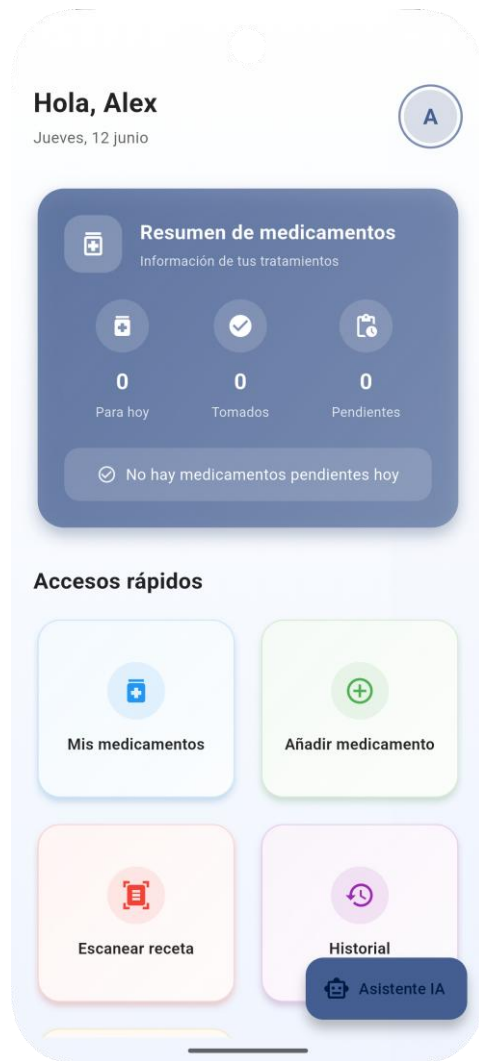 Hola, Alex
A
Jueves, 12 junio
Resumen de medicamentos
Información de tus tratamientos
0
0
0
Para hoy
Tomados
Pendientes
No hay medicamentos pendientes hoy
Accesos rápidos
Mis medicamentos
Añadir medicamento
Escanear receta
Historial
Asistente IA